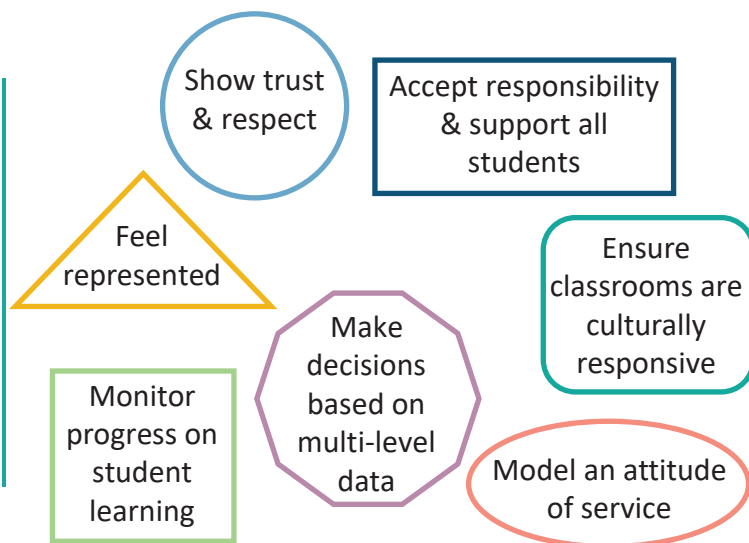 Show trust
& respect
Accept responsibility
& support all
students
Feel
represented
Ensure
classrooms are
culturally
responsive
Make
decisions
based on
multi-level
data
Monitor
progress on
student
learning
Model an attitude
of service